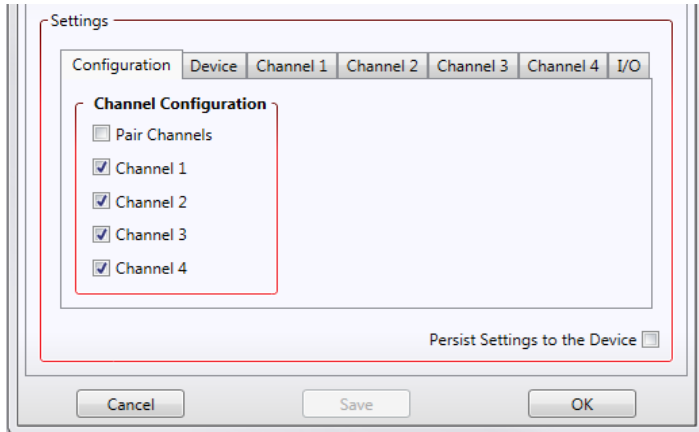 Settings
Configuration Device Channel 1 Channel 2 Channel 3 Channel 4 I/O
Channel Configuration
Pair Channels
Channel 1
Channel 2
Channel 3
Channel 4
Persist Settings to the Device
Cancel Save OK